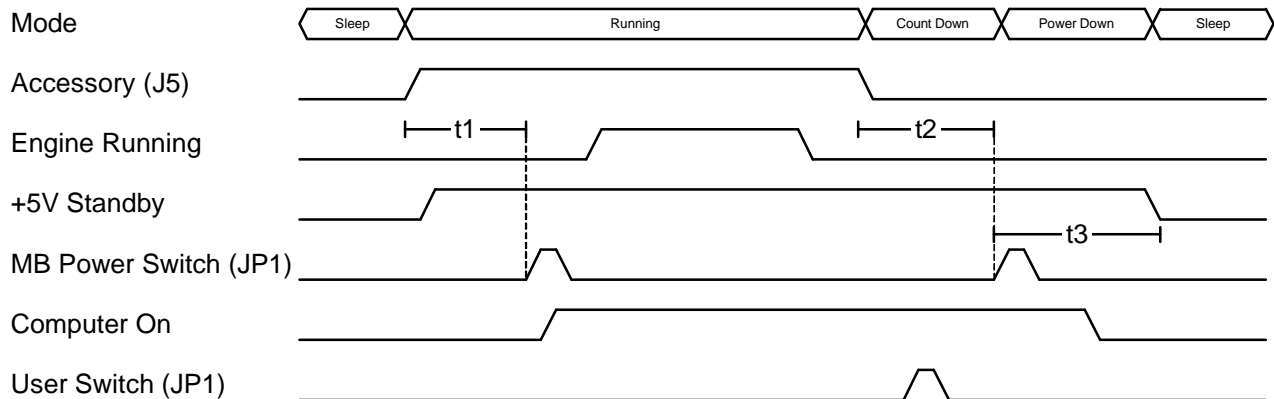 Mode Sleep Running Count Down Power Down Sleep
Accessory (J5)
t1 t2
Engine Running
+5V Standby
t3
MB Power Switch (JP1)
Computer On
User Switch (JP1)